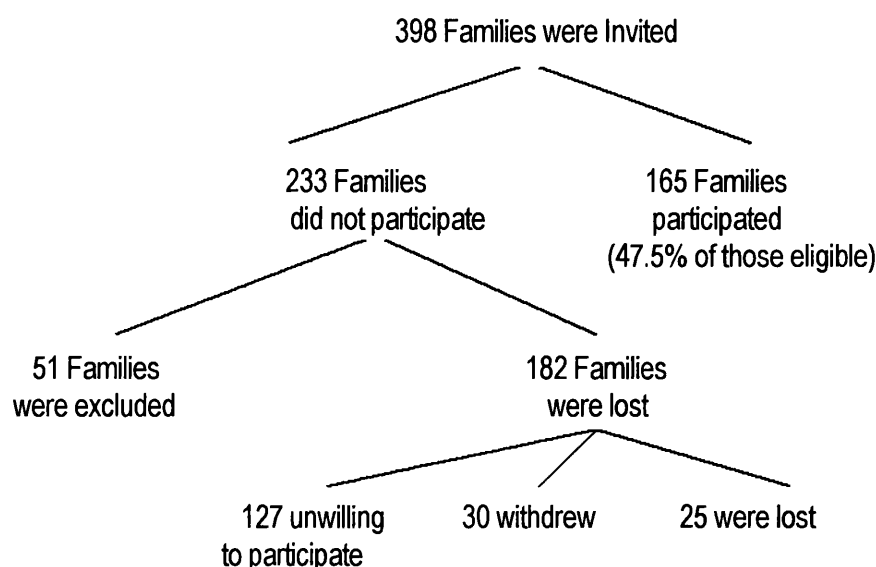 398 Families were Invited
233 Families
did not participate
165 Families
participated
(47.5% of those eligible)
51 Families
were excluded
182 Families
were lost
127 unwilling
to participate
30 withdrew
25 were lost